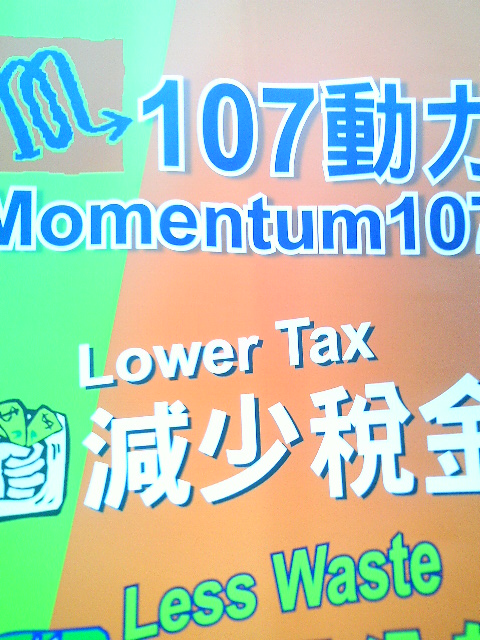 107動力
Momentum107
Lower Tax
減少稅金
Less Waste